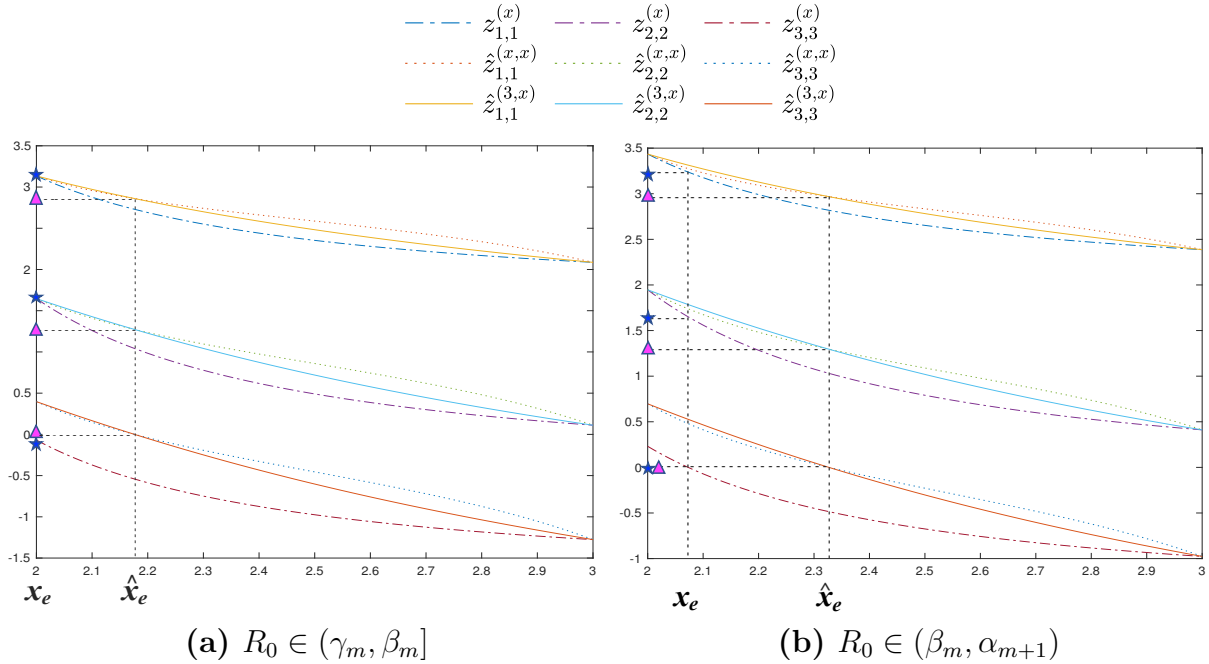 z_{1,1}^{(x)} z_{2,2}^{(x)} z_{3,3}^{(x)}
ẑ_{1,1}^{(x,x)} ẑ_{2,2}^{(x,x)} ẑ_{3,3}^{(x,x)}
ẑ_{1,1}^{(3,x)} ẑ_{2,2}^{(3,x)} ẑ_{3,3}^{(3,x)}
3.5
3
2
0.5
0
-0.5
-1
-1.5
2 2.1 2.2 2.3 2.4 2.5 2.6 2.7 2.8 2.9 3
x_e x̂_e
(a) R_0 ∈ (γ_m, β_m]
3.5
3
2.5
2
1.5
1
0.5
0
-0.5
-1
2 2.1 2.2 2.3 2.4 2.5 2.6 2.7 2.8 2.9 3
x_e x̂_e
(b) R_0 ∈ (β_m, α_{m+1})